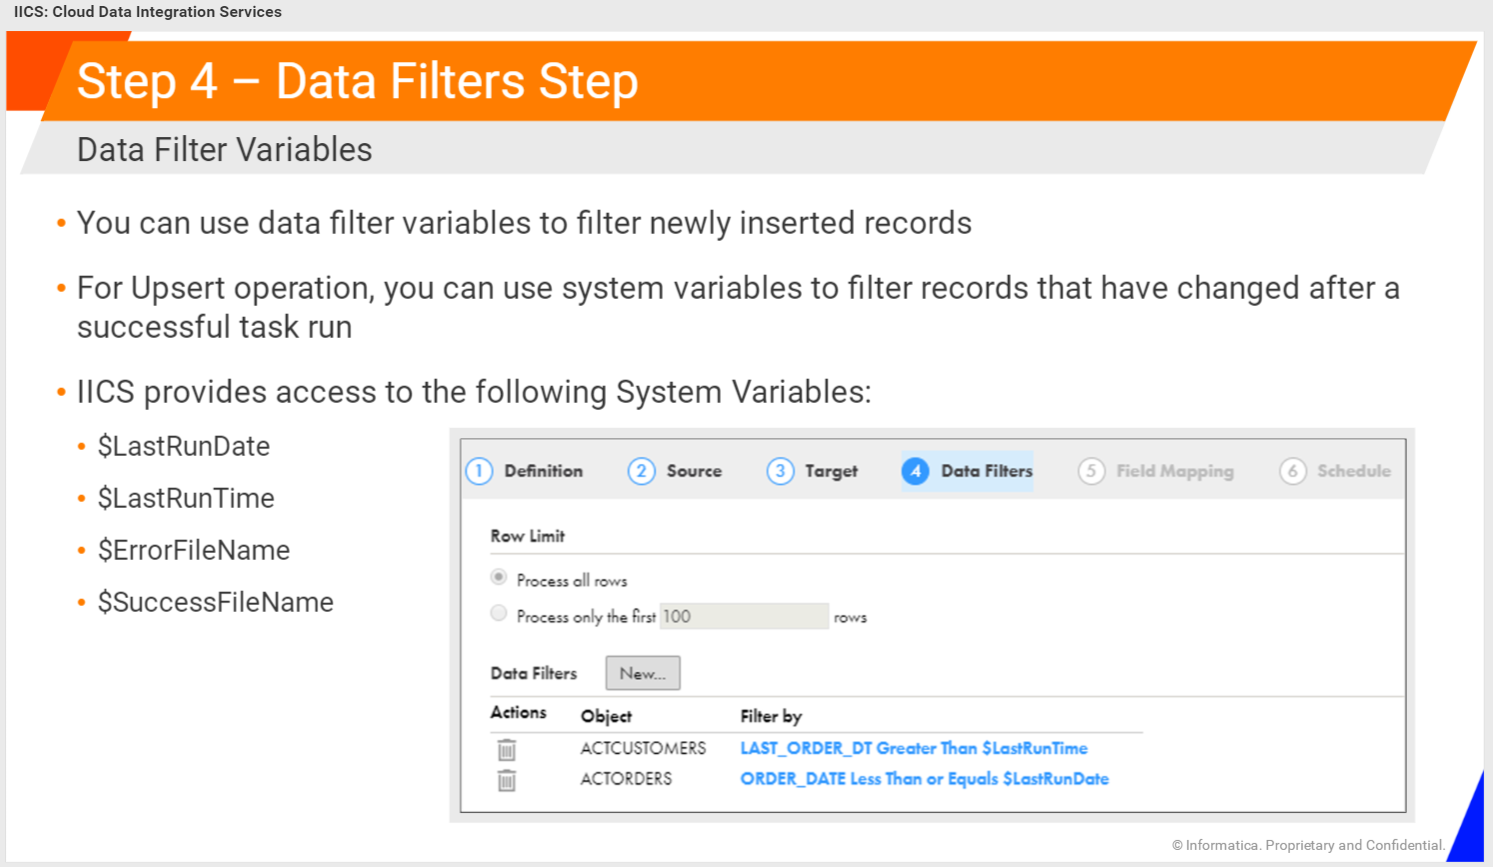 IICS: Cloud Data Integration Services
Step 4 – Data Filters Step
Data Filter Variables
• You can use data filter variables to filter newly inserted records
• For Upsert operation, you can use system variables to filter records that have changed after a
successful task run
• IICS provides access to the following System Variables:
• $LastRunDate
• $LastRunTime
• $ErrorFileName
• $SuccessFileName
1 Definition 2 Source 3 Target 4 Data Filters 5 Field Mapping 6 Schedule
Row Limit
Process all rows
Process only the first 100 rows
Data Filters New...
Actions Object Filter by
ACTCUSTOMERS LAST_ORDER_DT Greater Than $LastRunTime
ACTORDERS ORDER_DATE Less Than or Equals $LastRunDate
© Informatica. Proprietary and Confidential.